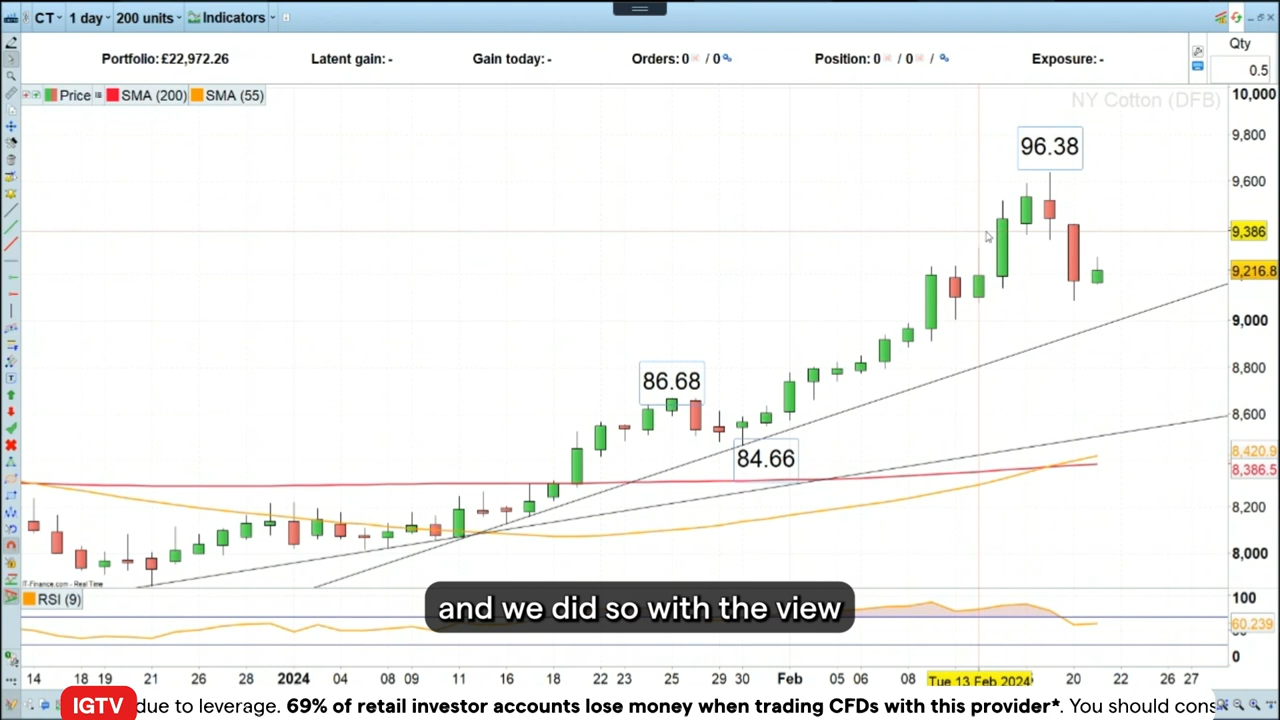 CT 1 day 200 units Indicators
Portfolio: £22,972.26 Latent gain: - Gain today: - Orders: 0 / 0 Position: 0 / 0 / Exposure: - Qty
0.5
Price SMA (200) SMA (55)
NY Cotton (DFB)
10,000
9,800
96.38
9,600
9,386
9,216.8
9,000
8,800
86.68
8,600
84.66
8,420.9
8,386.5
8,200
8,000
IT-Finance.com - Real Time
RSI (9)
100
and we did so with the view
60.239
0
14 18 19 21 26 28 2024 04 08 09 11 16 18 22 23 29 30 Feb 05 06 08 Tue 13 Feb 2024 20 22 26 27
IGTV due to leverage. 69% of retail investor accounts lose money when trading CFDs with this provider*. You should cons